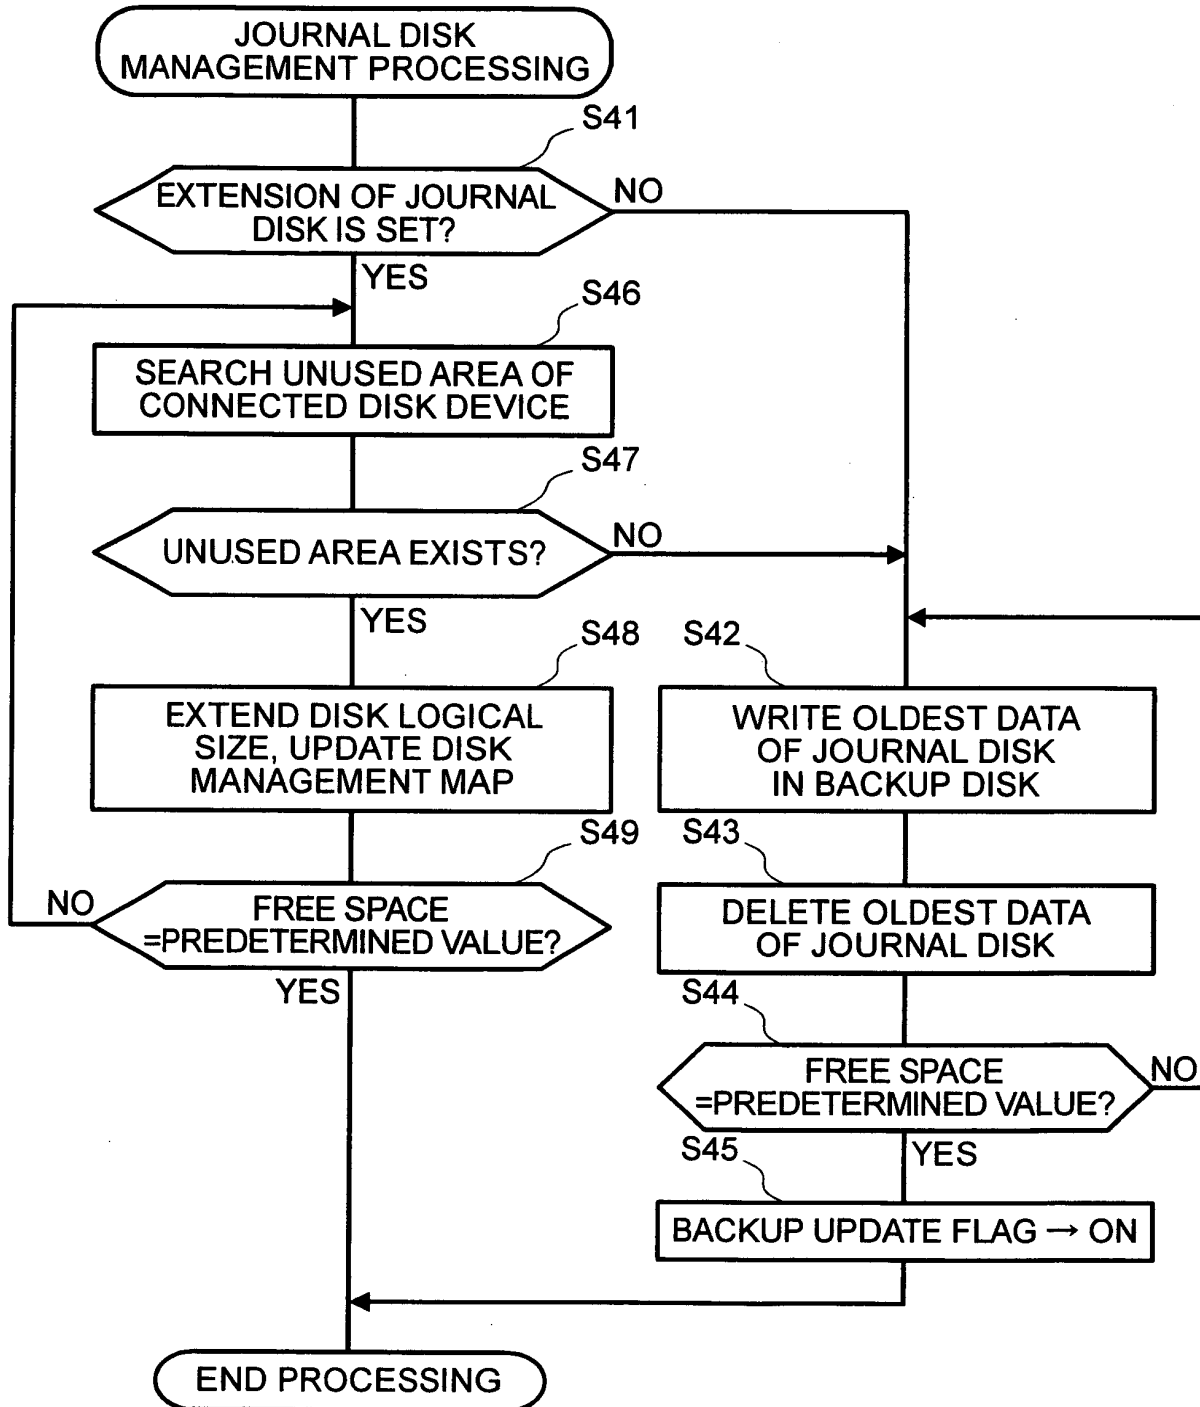 JOURNAL DISK
MANAGEMENT PROCESSING
S41
EXTENSION OF JOURNAL
DISK IS SET?
NO
YES
S46
SEARCH UNUSED AREA OF
CONNECTED DISK DEVICE
S47
UNUSED AREA EXISTS?
NO
YES
S48
EXTEND DISK LOGICAL
SIZE, UPDATE DISK
MANAGEMENT MAP
S49
FREE SPACE
=PREDETERMINED VALUE?
NO
YES
S42
WRITE OLDEST DATA
OF JOURNAL DISK
IN BACKUP DISK
S43
DELETE OLDEST DATA
OF JOURNAL DISK
S44
FREE SPACE
=PREDETERMINED VALUE?
NO
YES
S45
BACKUP UPDATE FLAG → ON
END PROCESSING